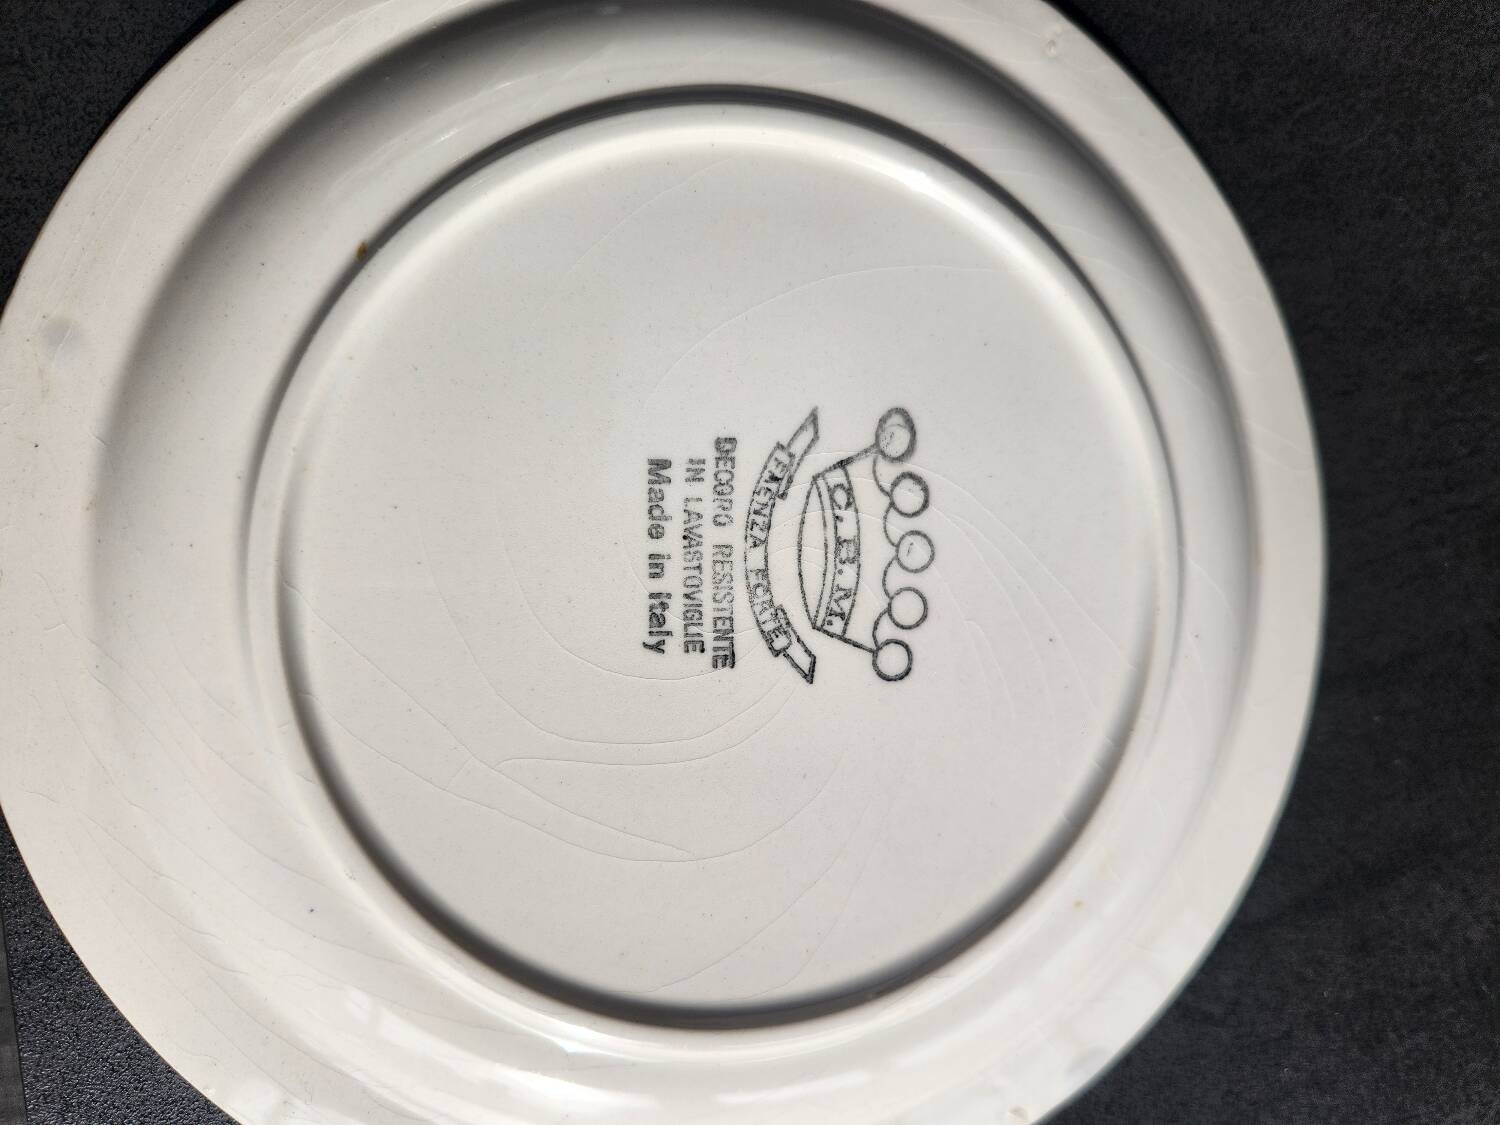 C.B.M.
FAENZA FORTE
DECORO RESISTENTE
IN LAVASTOVIGLIE
Made in Italy